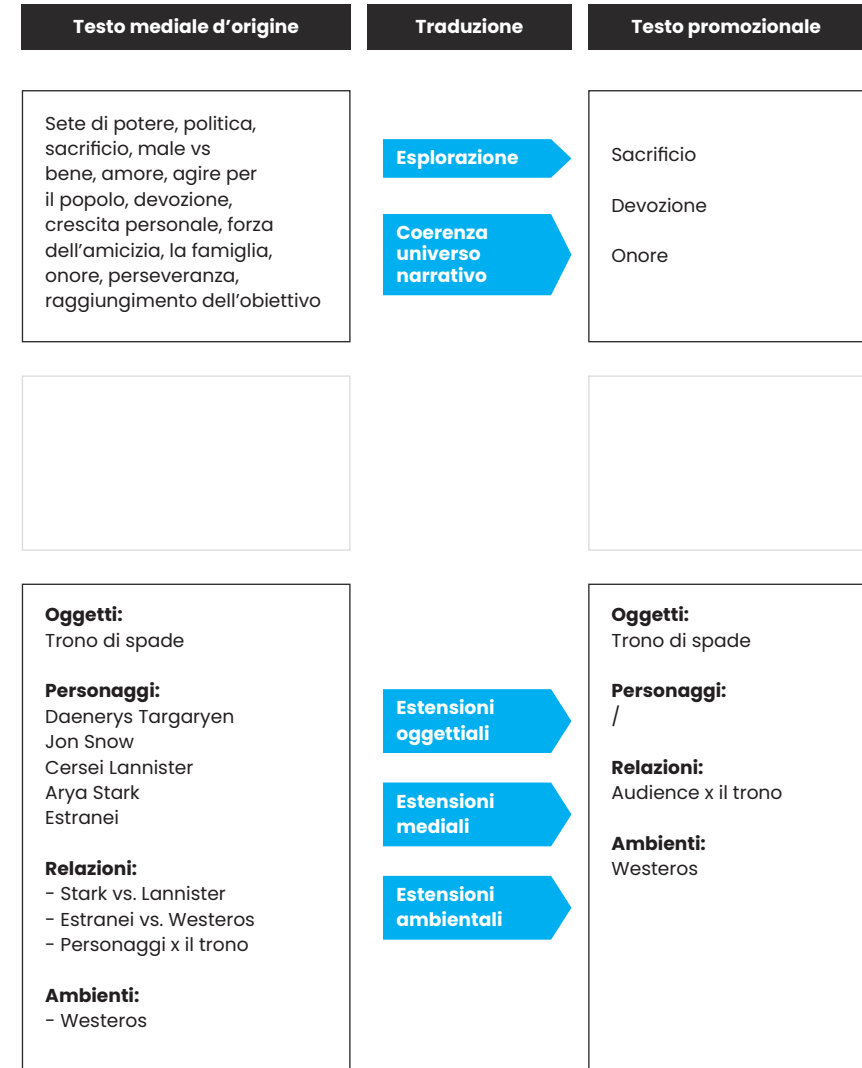 Testo mediale d’origine
Traduzione
Testo promozionale
Sete di potere, politica,
sacrificio, male vs
bene, amore, agire per
il popolo, devozione,
crescita personale, forza
dell’amicizia, la famiglia,
onore, perseveranza,
raggiungimento dell’obiettivo
Esplorazione
Coerenza
universo
narrativo
Sacrificio
Devozione
Onore
Oggetti:
Trono di spade
Personaggi:
Daenerys Targaryen
Jon Snow
Cersei Lannister
Arya Stark
Estranei
Relazioni:
- Stark vs. Lannister
- Estranei vs. Westeros
- Personaggi x il trono
Ambienti:
- Westeros
Estensioni
oggettiali
Estensioni
mediali
Estensioni
ambientali
Oggetti:
Trono di spade
Personaggi:
/
Relazioni:
Audience x il trono
Ambienti:
Westeros